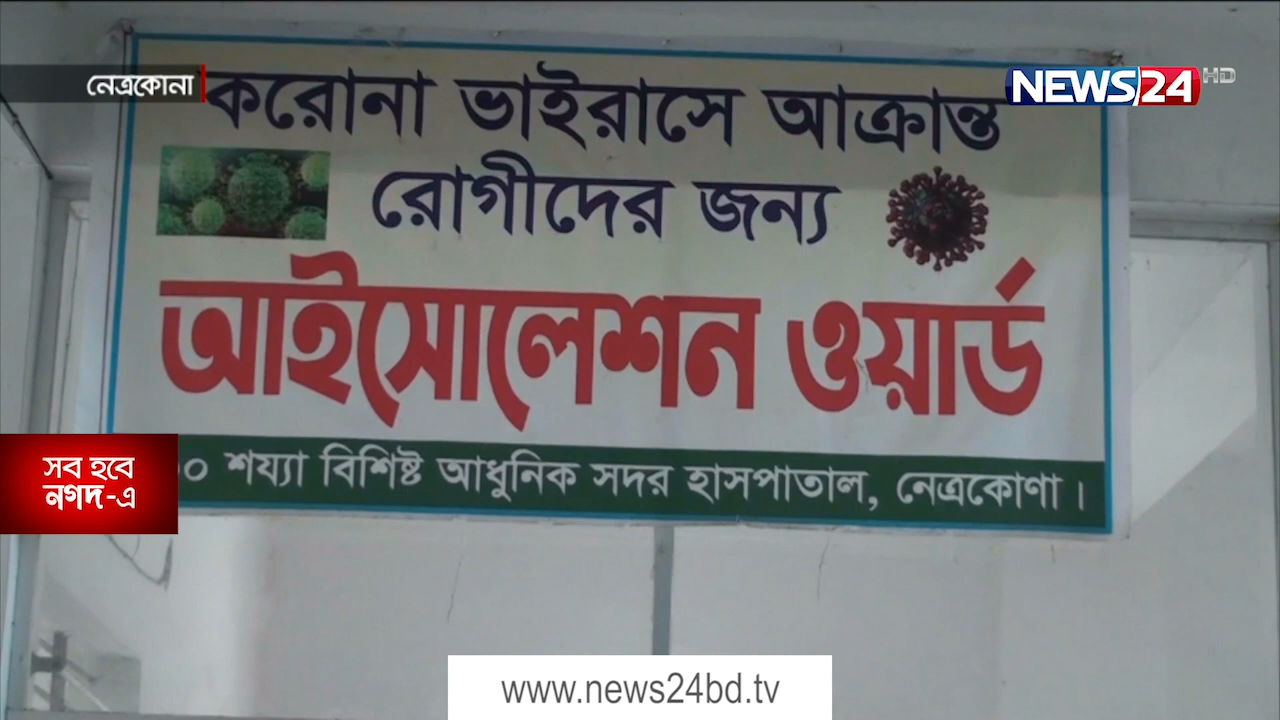 নেত্রকোনা
NEWS24 HD
করোনা ভাইরাসে আক্রান্ত
রোগীদের জন্য
আইসোলেশন ওয়ার্ড
শয্যা বিশিষ্ট আধুনিক সদর হাসপাতাল, নেত্রকোণা।
সব হবে
নগদ-এ
www.news24bd.tv